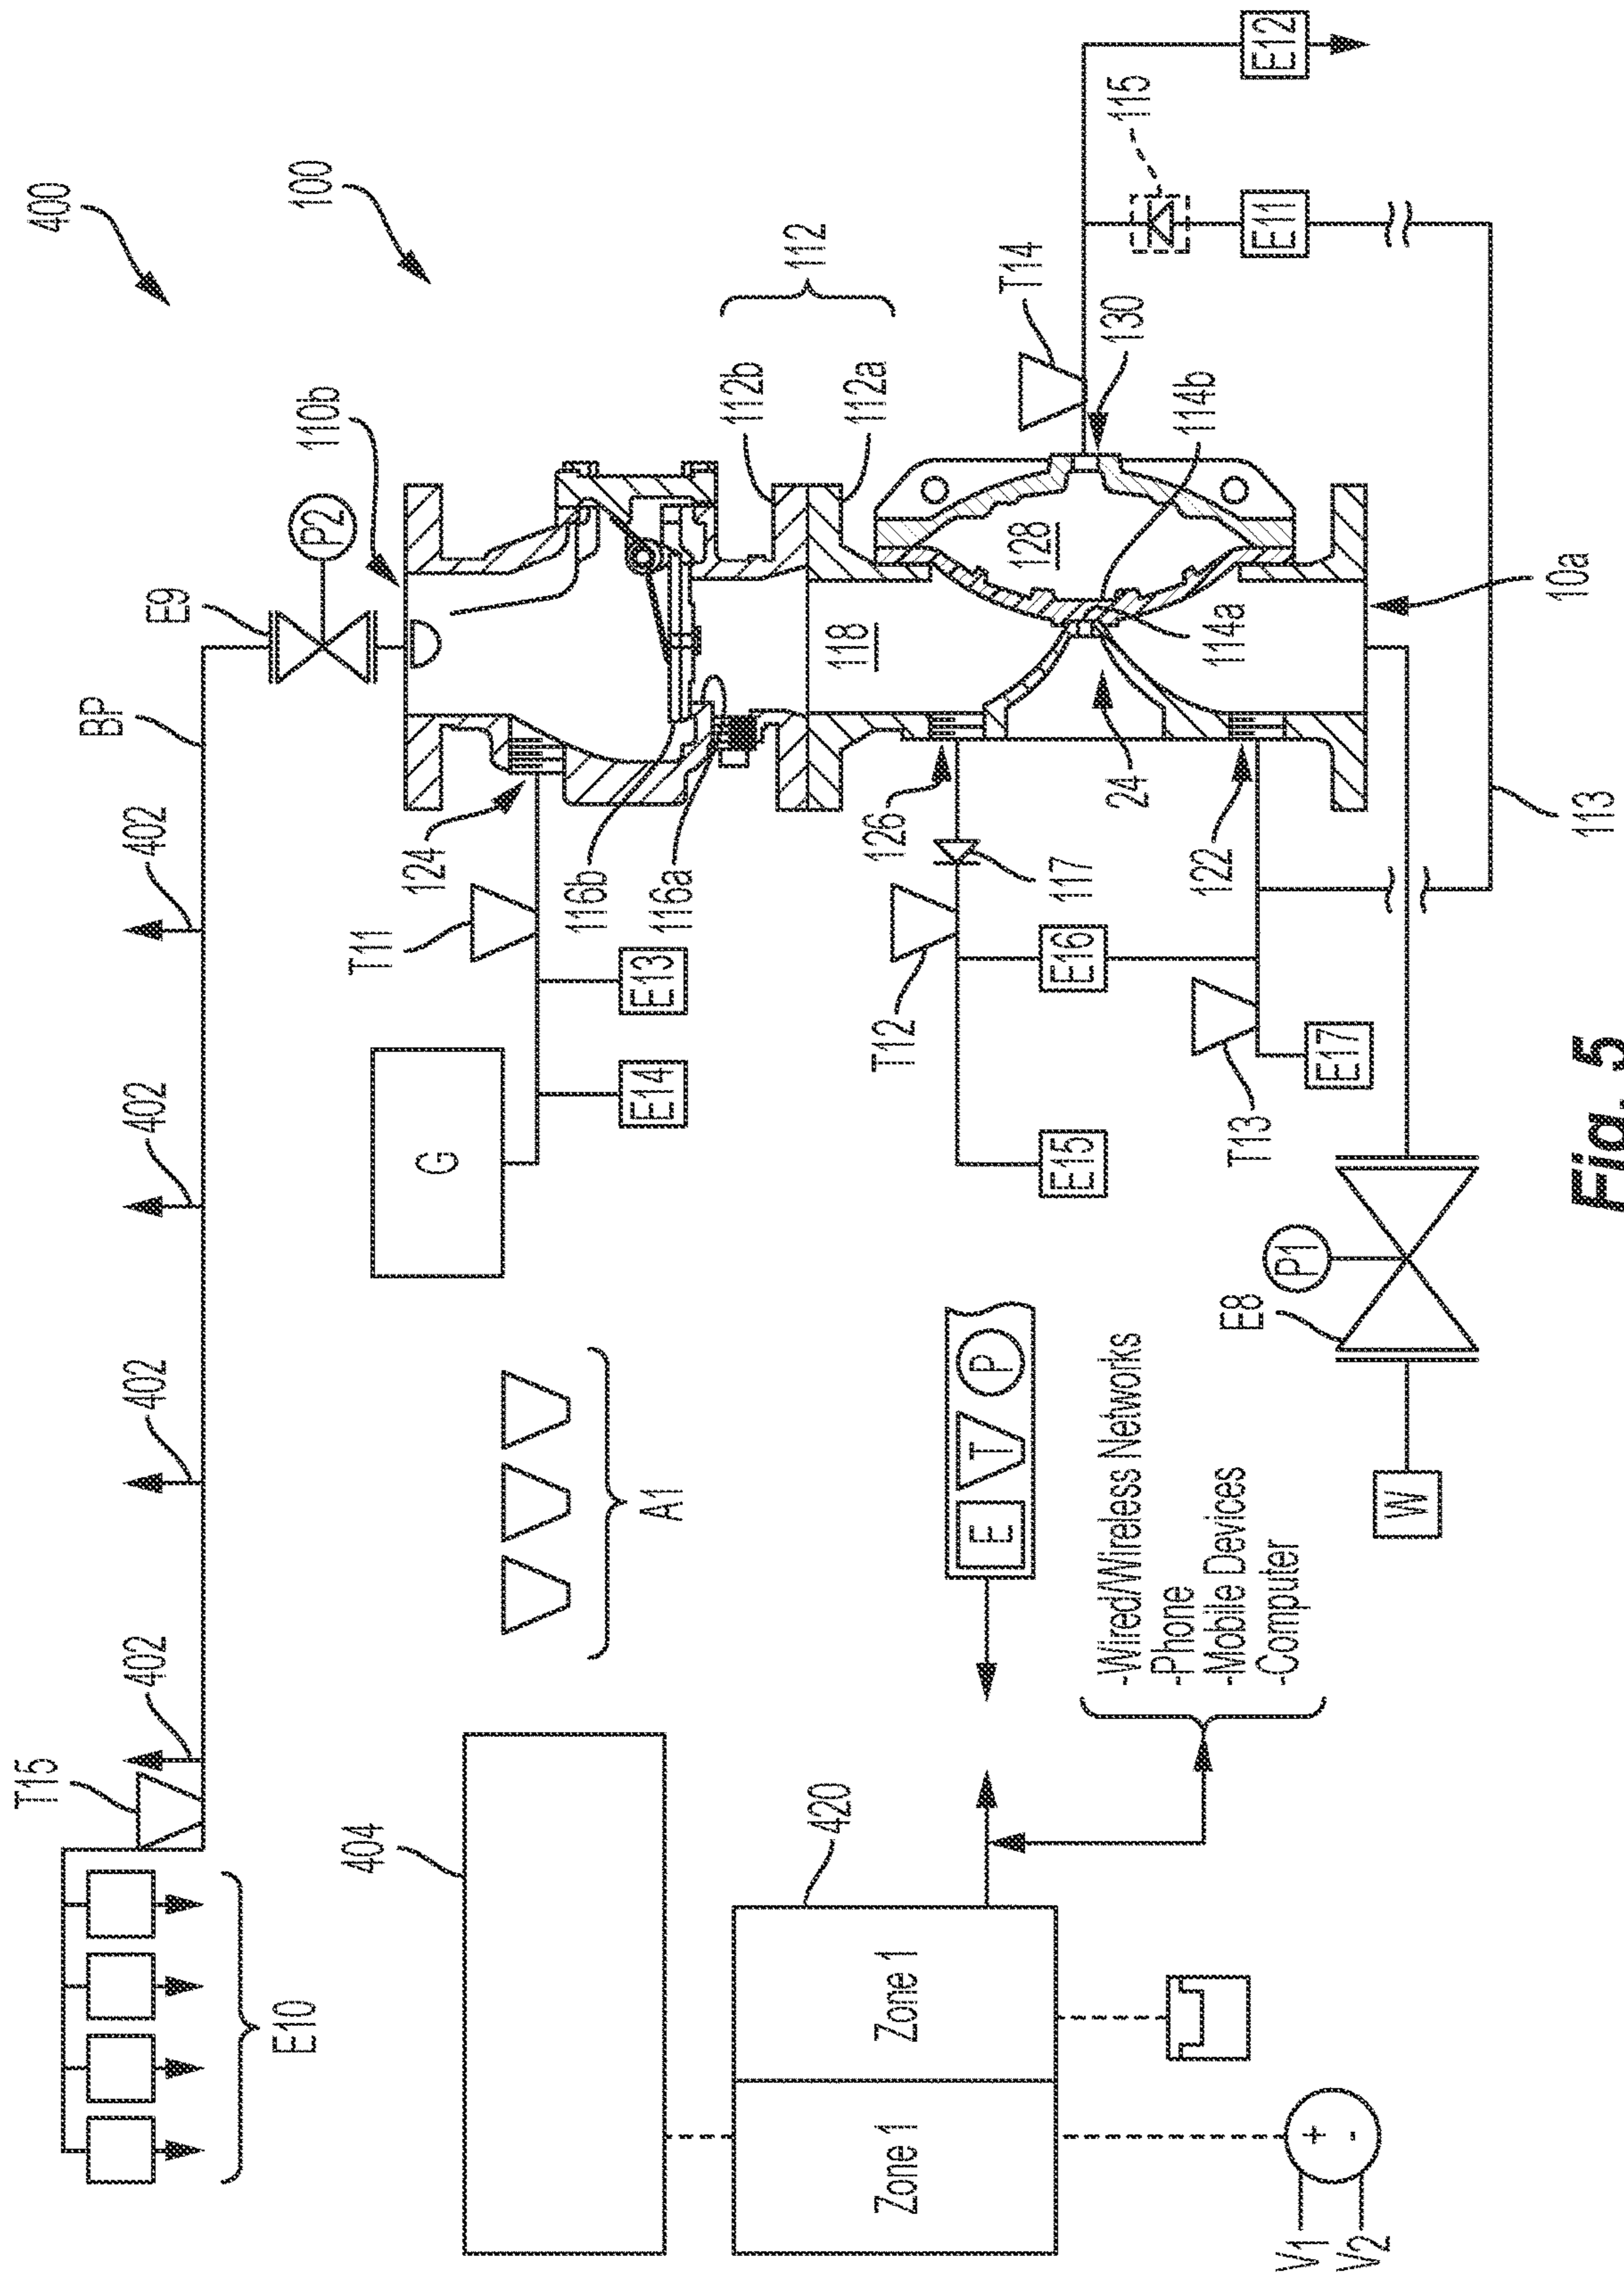 400
100
T15
402
402
402
402
BP
E9
P2
110b
E10
404
A1
G
T11
124
E14
E13
116b
116a
112b
112a
112
T14
130
114b
114a
128
118
115
E12
E11
420
Zone 1
Zone 1
E
T
P
-Wired/Wireless Networks
-Phone
-Mobile Devices
-Computer
T12
117
126
E15
E16
24
122
T13
E17
10a
113
P1
E8
W
+
-
V1
V2
Fig. 5